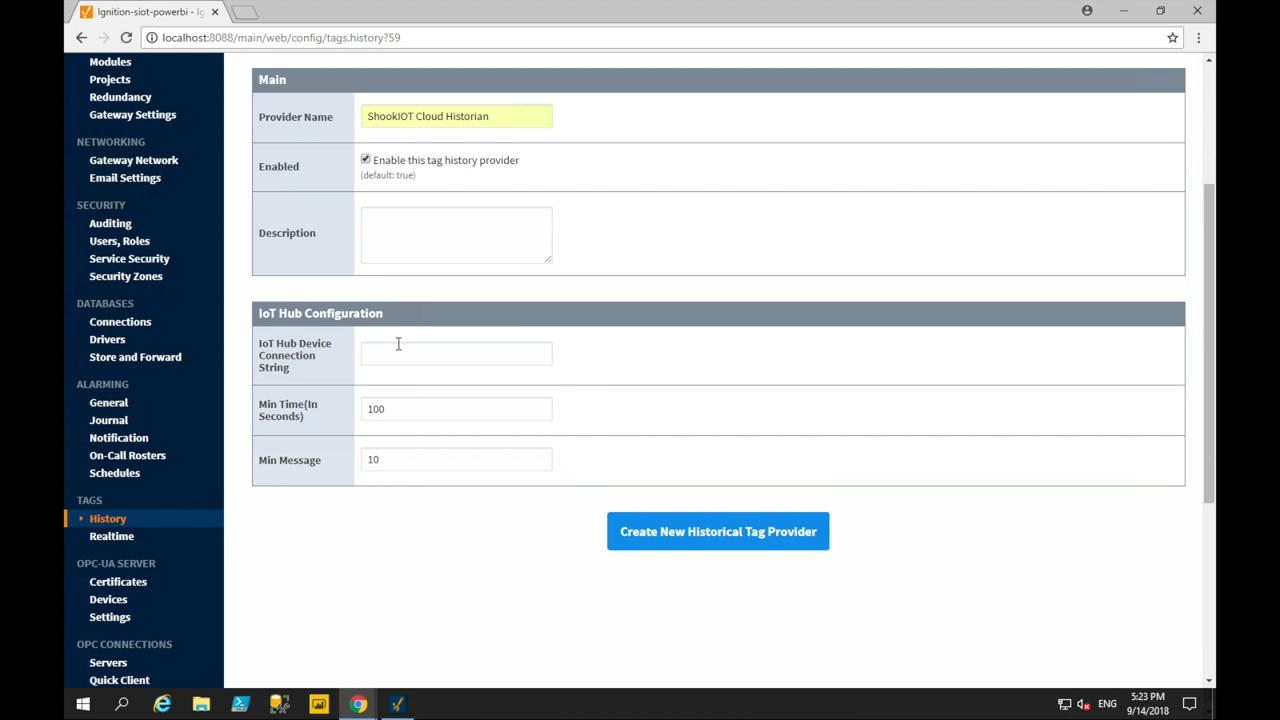 Ignition-siot-powerbi - Ig
localhost:8088/main/web/config/tags.history?59
Modules
Projects
Redundancy
Gateway Settings
NETWORKING
Gateway Network
Email Settings
SECURITY
Auditing
Users, Roles
Service Security
Security Zones
DATABASES
Connections
Drivers
Store and Forward
ALARMING
General
Journal
Notification
On-Call Rosters
Schedules
TAGS
History
Realtime
OPC-UA SERVER
Certificates
Devices
Settings
OPC CONNECTIONS
Servers
Quick Client
Main
Provider Name
ShookIOT Cloud Historian
Enabled
Enable this tag history provider
(default: true)
Description
IoT Hub Configuration
IoT Hub Device
Connection
String
Min Time(In
Seconds)
100
Min Message
10
Create New Historical Tag Provider
ENG
5:23 PM
9/14/2018